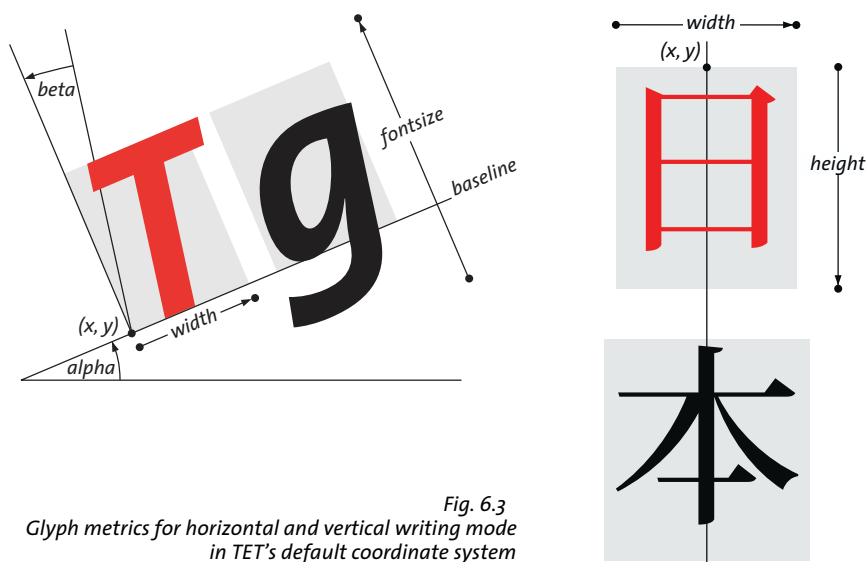 beta
Tg
fontsize
baseline
(x, y)
width
alpha
width
(x, y)
日
height
本
Fig. 6.3
Glyph metrics for horizontal and vertical writing mode
in TET’s default coordinate system